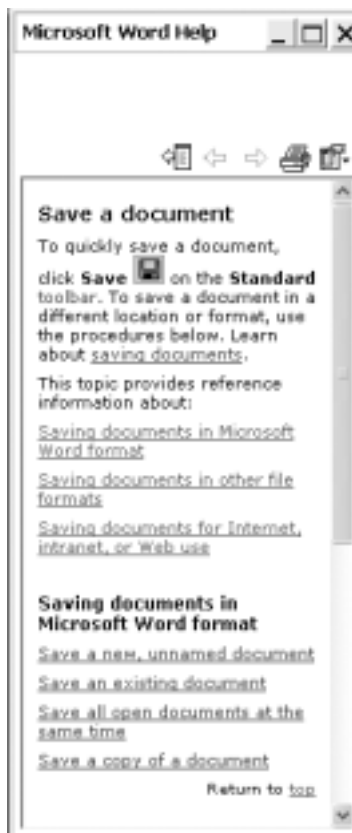 Microsoft Word Help
Save a document
To quickly save a document,
click Save on the Standard
toolbar. To save a document in a
different location or format, use
the procedures below. Learn
about saving documents.
This topic provides reference
information about:
Saving documents in Microsoft
Word format
Saving documents in other file
formats
Saving documents for Internet,
intranet, or Web use
Saving documents in
Microsoft Word format
Save a new, unnamed document
Save an existing document
Save all open documents at the
same time
Save a copy of a document
Return to top